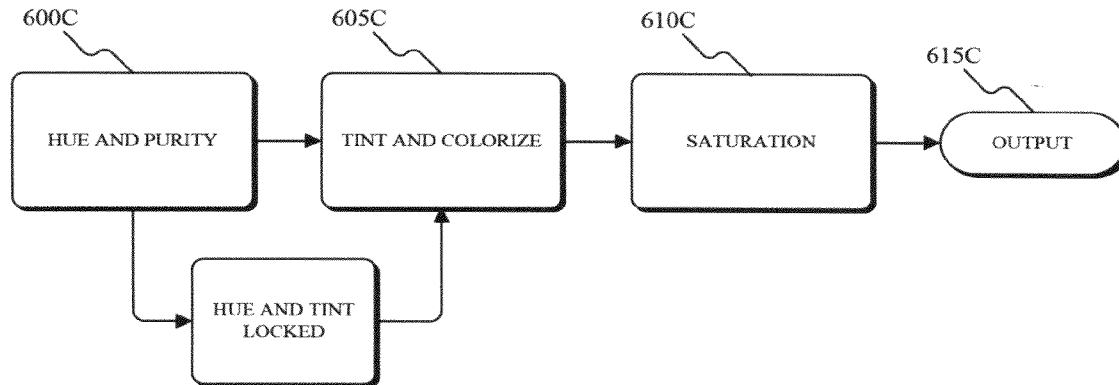 600C
605C
610C
615C
HUE AND PURITY
TINT AND COLORIZE
SATURATION
OUTPUT
HUE AND TINT
LOCKED